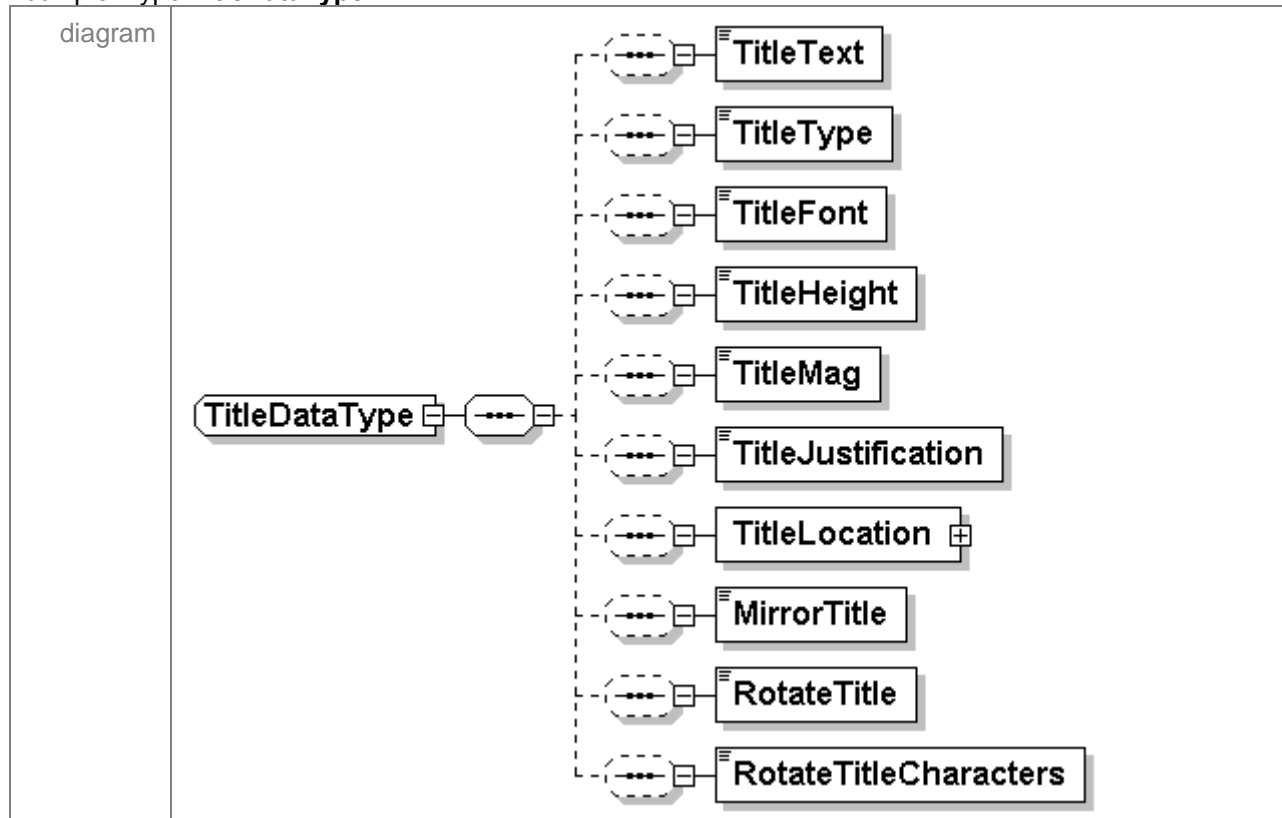 diagram
TitleText
TitleType
TitleFont
TitleHeight
TitleMag
TitleDataType
TitleJustification
TitleLocation
MirrorTitle
RotateTitle
RotateTitleCharacters